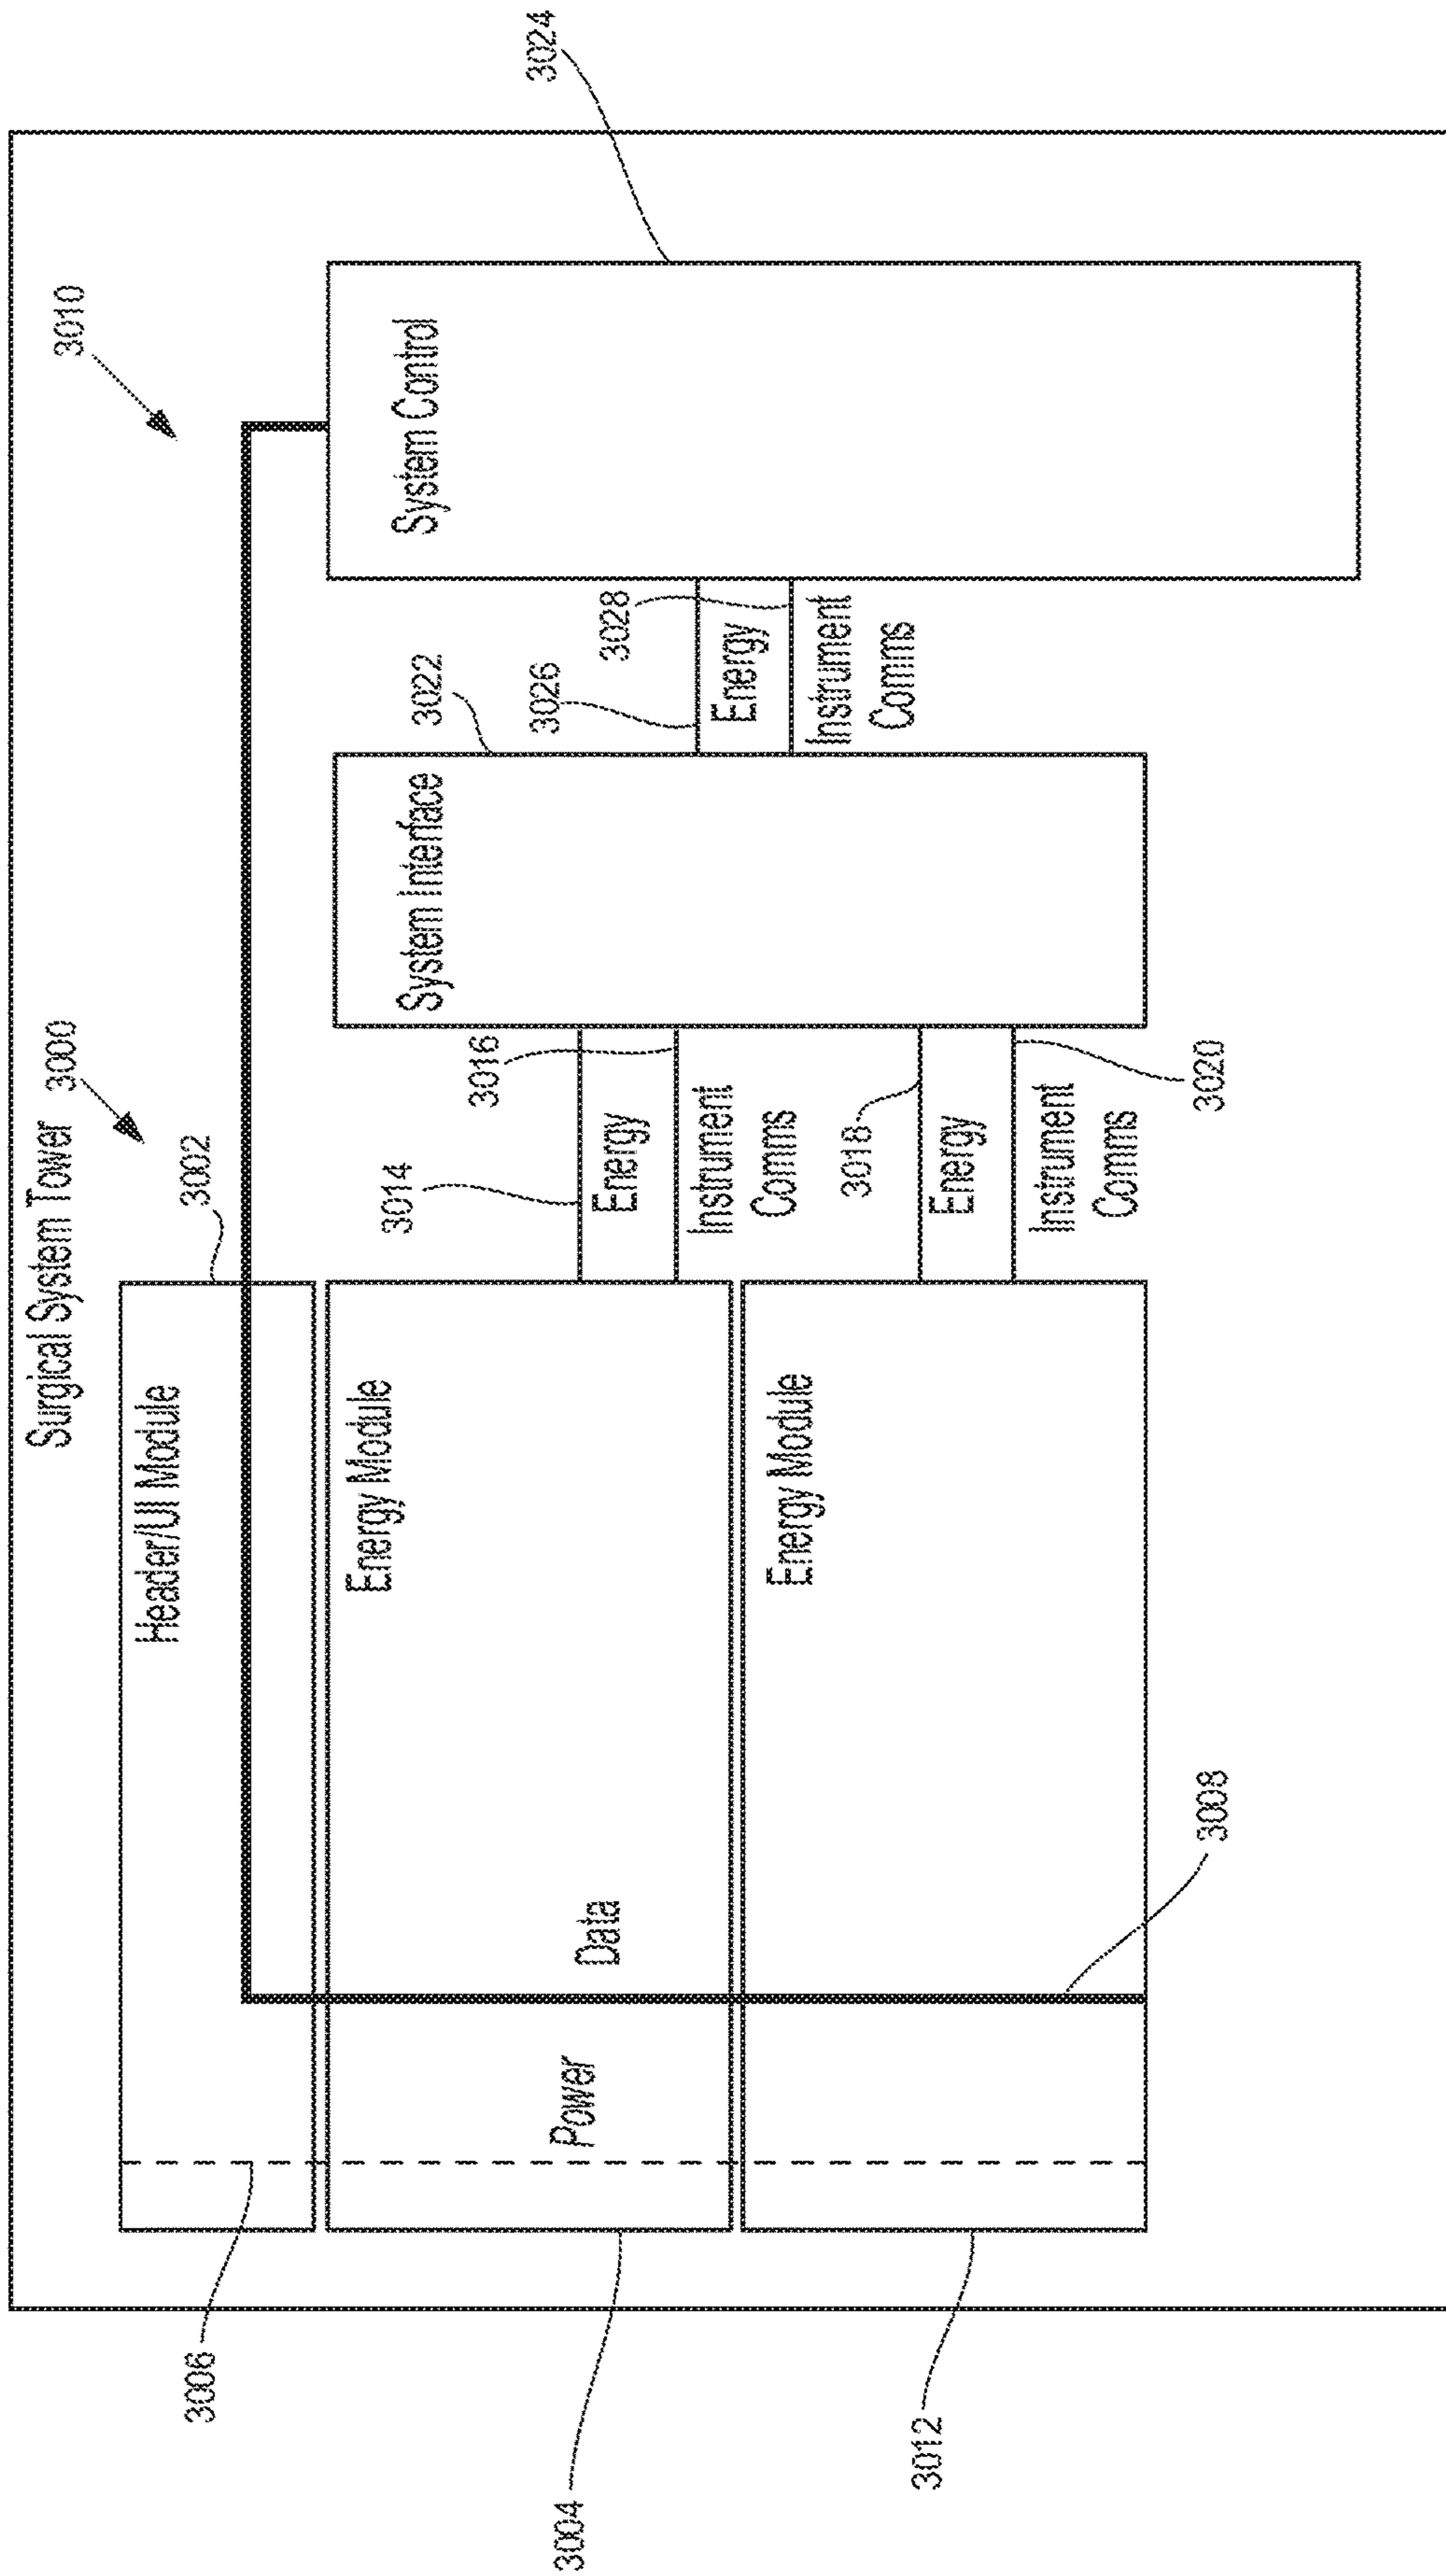 Surgical System Tower
3000
3010
3002
Header/UI Module
3006
Energy Module
Power
Data
3004
3014
Energy
3016
Instrument
Comms
System Interface
3022
3026
Energy
3028
Instrument
Comms
System Control
3024
Energy Module
3012
3018
Energy
Instrument
Comms
3020
3008